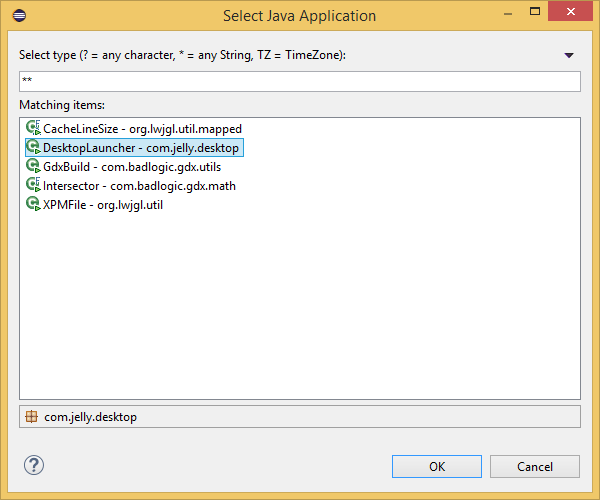 Select Java Application
Select type (? = any character, * = any String, TZ = TimeZone):
**
Matching items:
CacheLineSize - org.lwjgl.util.mapped
DesktopLauncher - com.jelly.desktop
GdxBuild - com.badlogic.gdx.utils
Intersector - com.badlogic.gdx.math
XPMFile - org.lwjgl.util
com.jelly.desktop
? OK Cancel